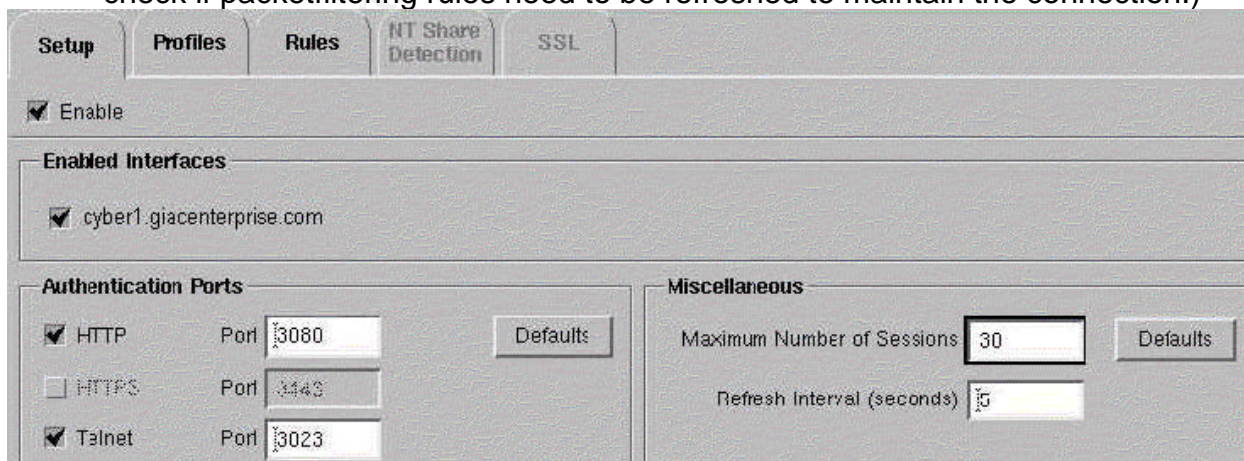 check if packetfiltering rules need to be refreshed to maintain the connection.)
Setup Profiles Rules NT Share Detection SSL
Enable
Enabled Interfaces
cyber1.giacenterprise.com
Authentication Ports
HTTP Port 3080 Defaults
HTTPS Port 3443
Telnet Port 3023
Miscellaneous
Maximum Number of Sessions 30 Defaults
Refresh Interval (seconds) 5